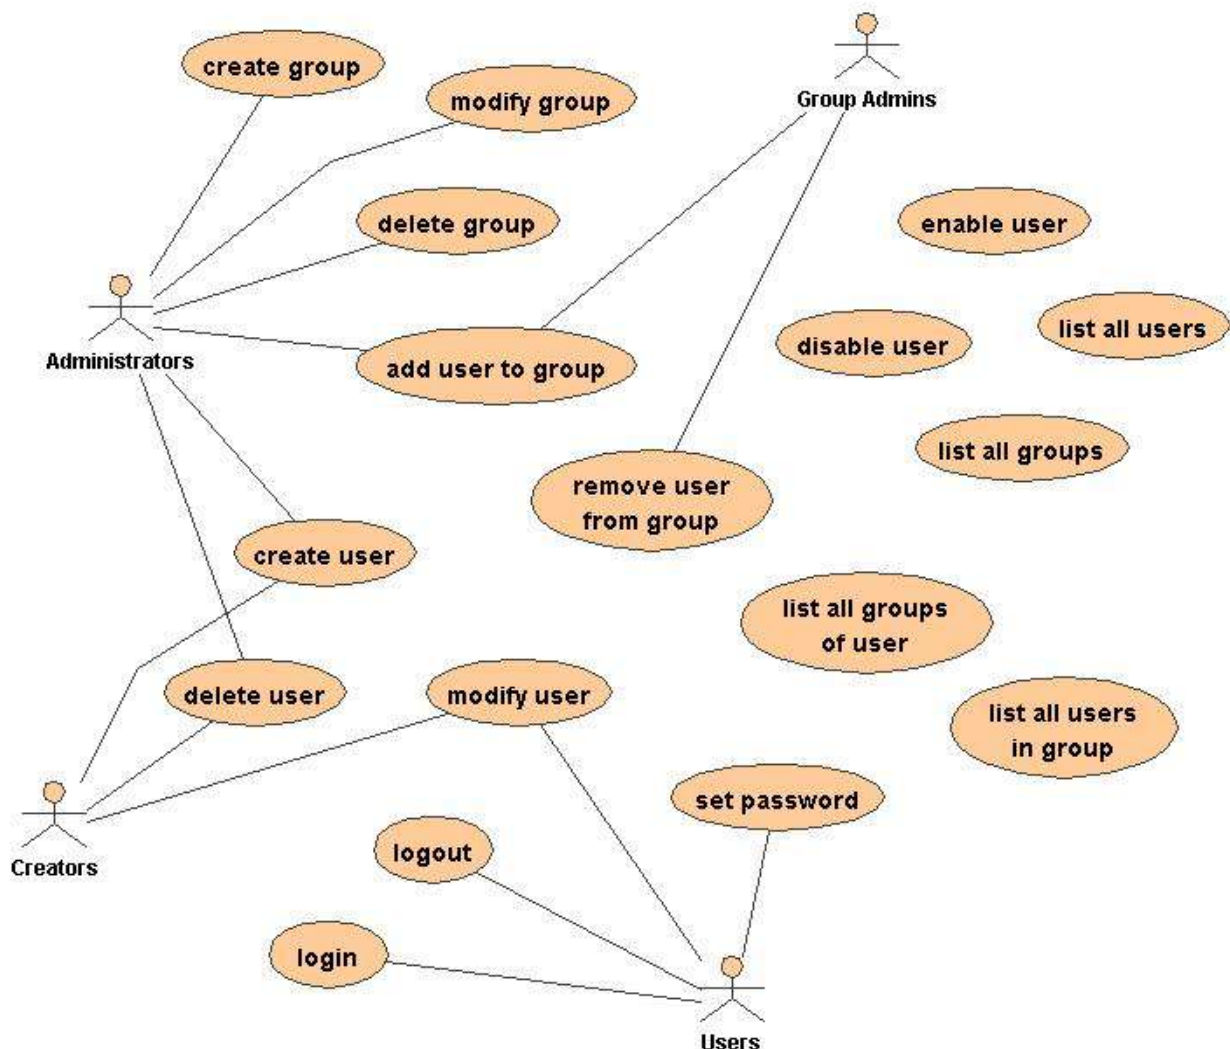 create group
modify group
Group Admins
delete group
enable user
Administrators
add user to group
disable user
list all users
list all groups
remove user
from group
create user
list all groups
of user
delete user
modify user
list all users
in group
set password
Creators
logout
login
Users